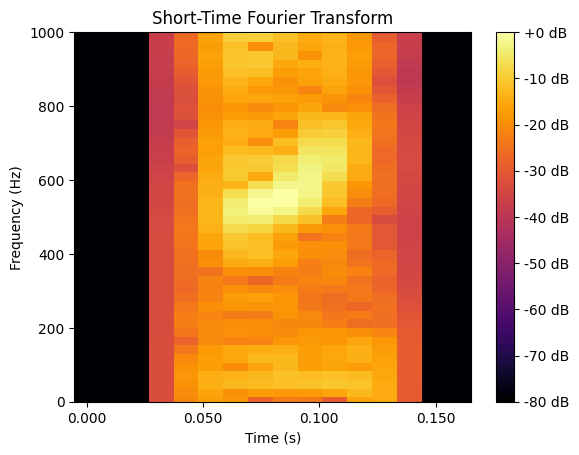 Short-Time Fourier Transform
1000
800
600
400
200
0
Frequency (Hz)
0.000
0.050
0.100
0.150
Time (s)
+0 dB
-10 dB
-20 dB
-30 dB
-40 dB
-50 dB
-60 dB
-70 dB
-80 dB